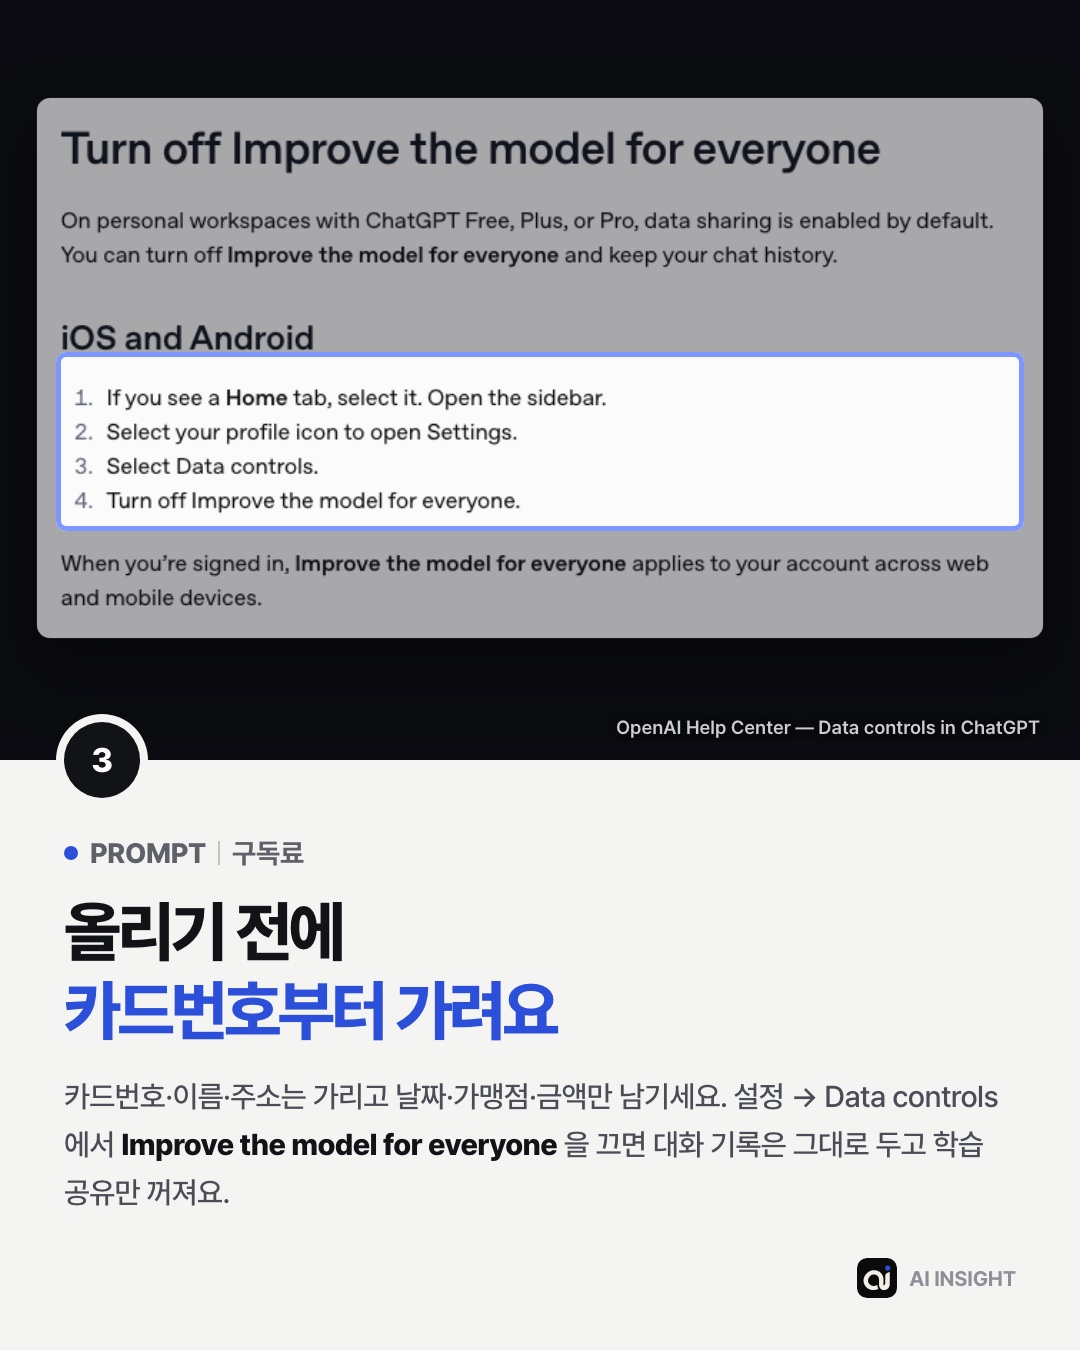 Turn off Improve the model for everyone
On personal workspaces with ChatGPT Free, Plus, or Pro, data sharing is enabled by default.
You can turn off Improve the model for everyone and keep your chat history.
iOS and Android
1. If you see a Home tab, select it. Open the sidebar.
2. Select your profile icon to open Settings.
3. Select Data controls.
4. Turn off Improve the model for everyone.
When you’re signed in, Improve the model for everyone applies to your account across web
and mobile devices.
OpenAI Help Center — Data controls in ChatGPT
3
PROMPT | 구독료
올리기 전에
카드번호부터 가려요
카드번호·이름·주소는 가리고 날짜·가맹점·금액만 남기세요. 설정 → Data controls
에서 Improve the model for everyone 을 끄면 대화 기록은 그대로 두고 학습
공유만 꺼져요.
ai AI INSIGHT